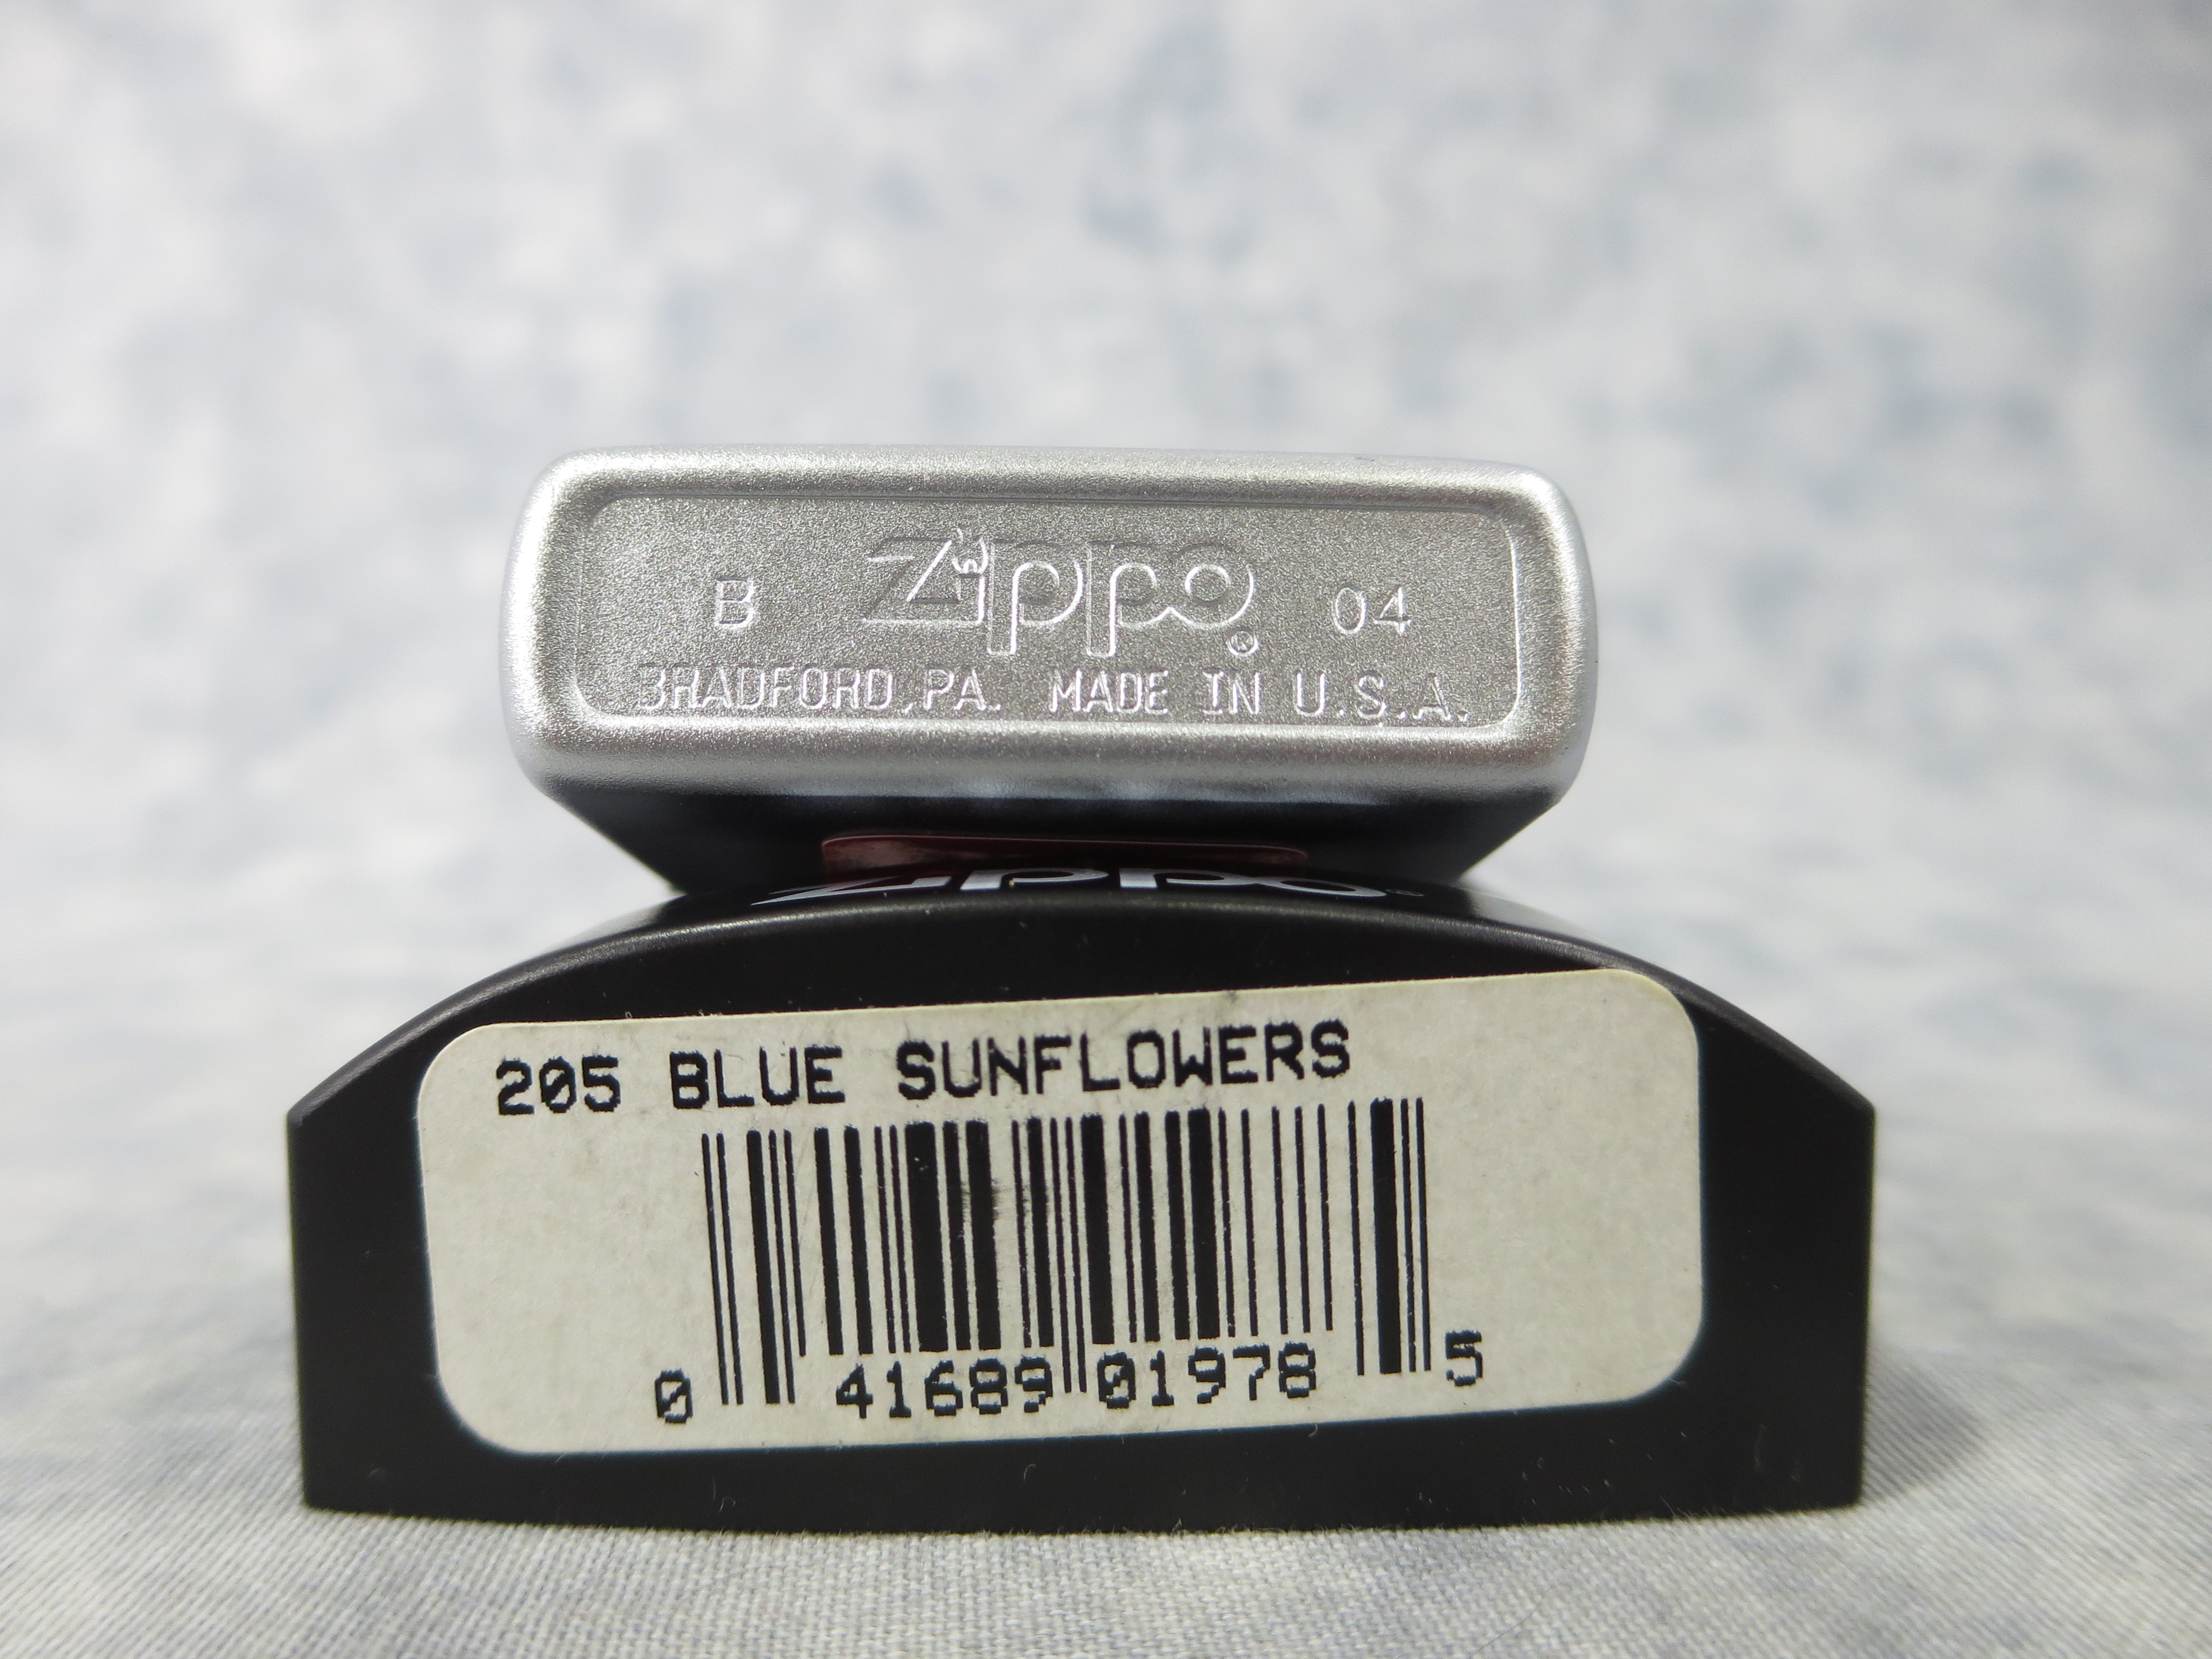 B Zippo ® 04
BRADFORD, PA. MADE IN U.S.A.
Zippo
205 BLUE SUNFLOWERS
0 41689 01978 5